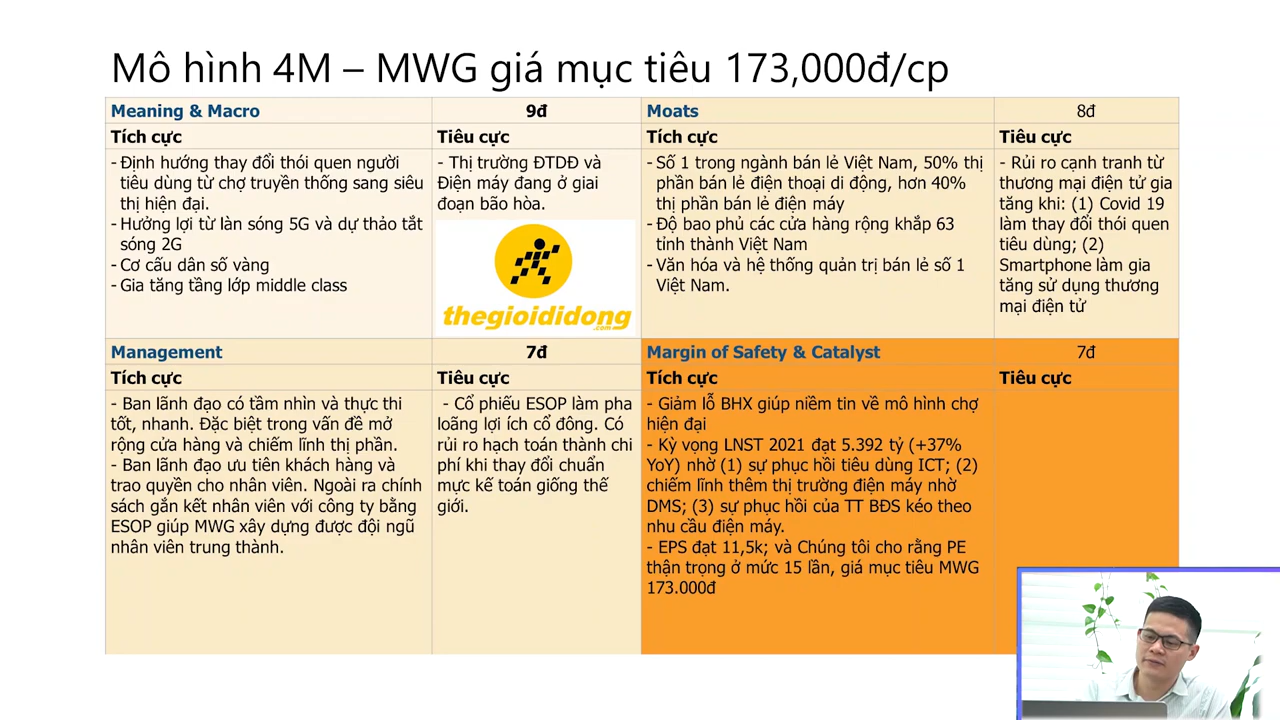 Mô hình 4M – MWG giá mục tiêu 173,000đ/cp
Meaning & Macro
9đ
Tích cực
Tiêu cực
- Định hướng thay đổi thói quen người
tiêu dùng từ chợ truyền thống sang siêu
thị hiện đại.
- Hưởng lợi từ làn sóng 5G và dự thảo tắt
sóng 2G
- Cơ cấu dân số vàng
- Gia tăng tầng lớp middle class
- Thị trường ĐTDĐ và
Điện máy đang ở giai
đoạn bão hòa.
thegioididong
.com
Moats
8đ
Tích cực
Tiêu cực
- Số 1 trong ngành bán lẻ Việt Nam, 50% thị
phần bán lẻ điện thoại di động, hơn 40%
thị phần bán lẻ điện máy
- Độ bao phủ các cửa hàng rộng khắp 63
tỉnh thành Việt Nam
- Văn hóa và hệ thống quản trị bán lẻ số 1
Việt Nam.
- Rủi ro cạnh tranh từ
thương mại điện tử gia
tăng khi: (1) Covid 19
làm thay đổi thói quen
tiêu dùng; (2)
Smartphone làm gia
tăng sử dụng thương
mại điện tử
Management
7đ
Tích cực
Tiêu cực
- Ban lãnh đạo có tầm nhìn và thực thi
tốt, nhanh. Đặc biệt trong vấn đề mở
rộng cửa hàng và chiếm lĩnh thị phần.
- Ban lãnh đạo ưu tiên khách hàng và
trao quyền cho nhân viên. Ngoài ra chính
sách gắn kết nhân viên với công ty bằng
ESOP giúp MWG xây dựng được đội ngũ
nhân viên trung thành.
- Cổ phiếu ESOP làm pha
loãng lợi ích cổ đông. Có
rủi ro hạch toán thành chi
phí khi thay đổi chuẩn
mực kế toán giống thế
giới.
Margin of Safety & Catalyst
7đ
Tích cực
Tiêu cực
- Giảm lỗ BHX giúp niềm tin về mô hình chợ
hiện đại
- Kỳ vọng LNST 2021 đạt 5.392 tỷ (+37%
YoY) nhờ (1) sự phục hồi tiêu dùng ICT; (2)
chiếm lĩnh thêm thị trường điện máy nhờ
DMS; (3) sự phục hồi của TT BĐS kéo theo
nhu cầu điện máy.
- EPS đạt 11,5k; và Chúng tôi cho rằng PE
thận trọng ở mức 15 lần, giá mục tiêu MWG
173.000đ